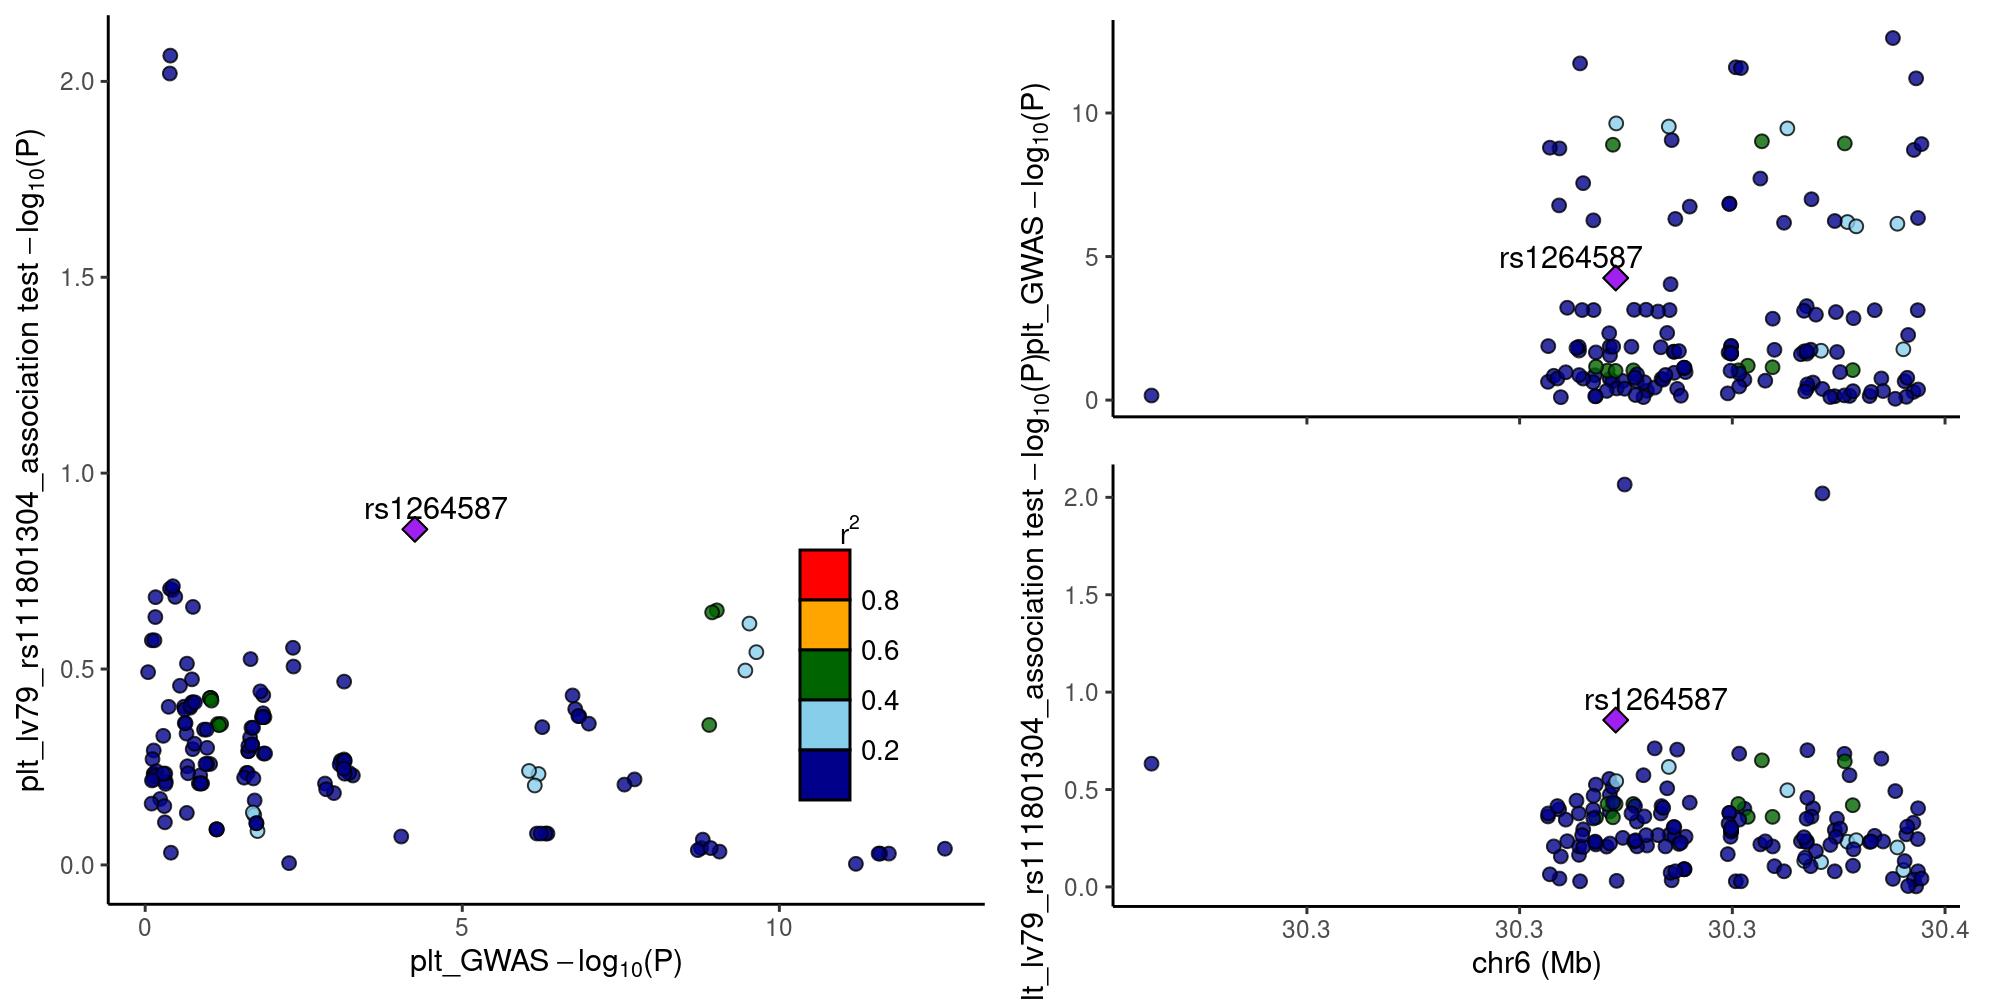 plt_lv79_rs111801304_association test −log10(P)
2.0
1.5
1.0
0.5
0.0
rs1264587
r2
0.8
0.6
0.4
0.2
0 5 10
plt_GWAS −log10(P)
plt_GWAS −log10(P)
10
5
0
rs1264587
lt_lv79_rs111801304_association test −log10(P)
2.0
1.5
1.0
0.5
0.0
rs1264587
30.3 30.3 30.3 30.4
chr6 (Mb)